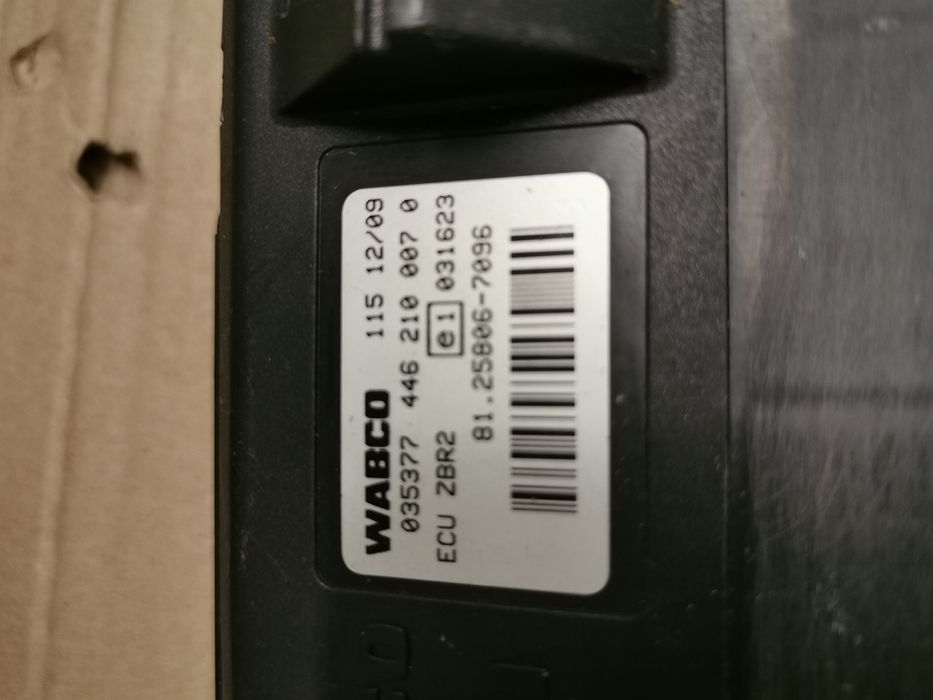 WABCO 115 12/09
035377 446 210 007 0
ECU ZBR2 e1 031623
81.25806-7096